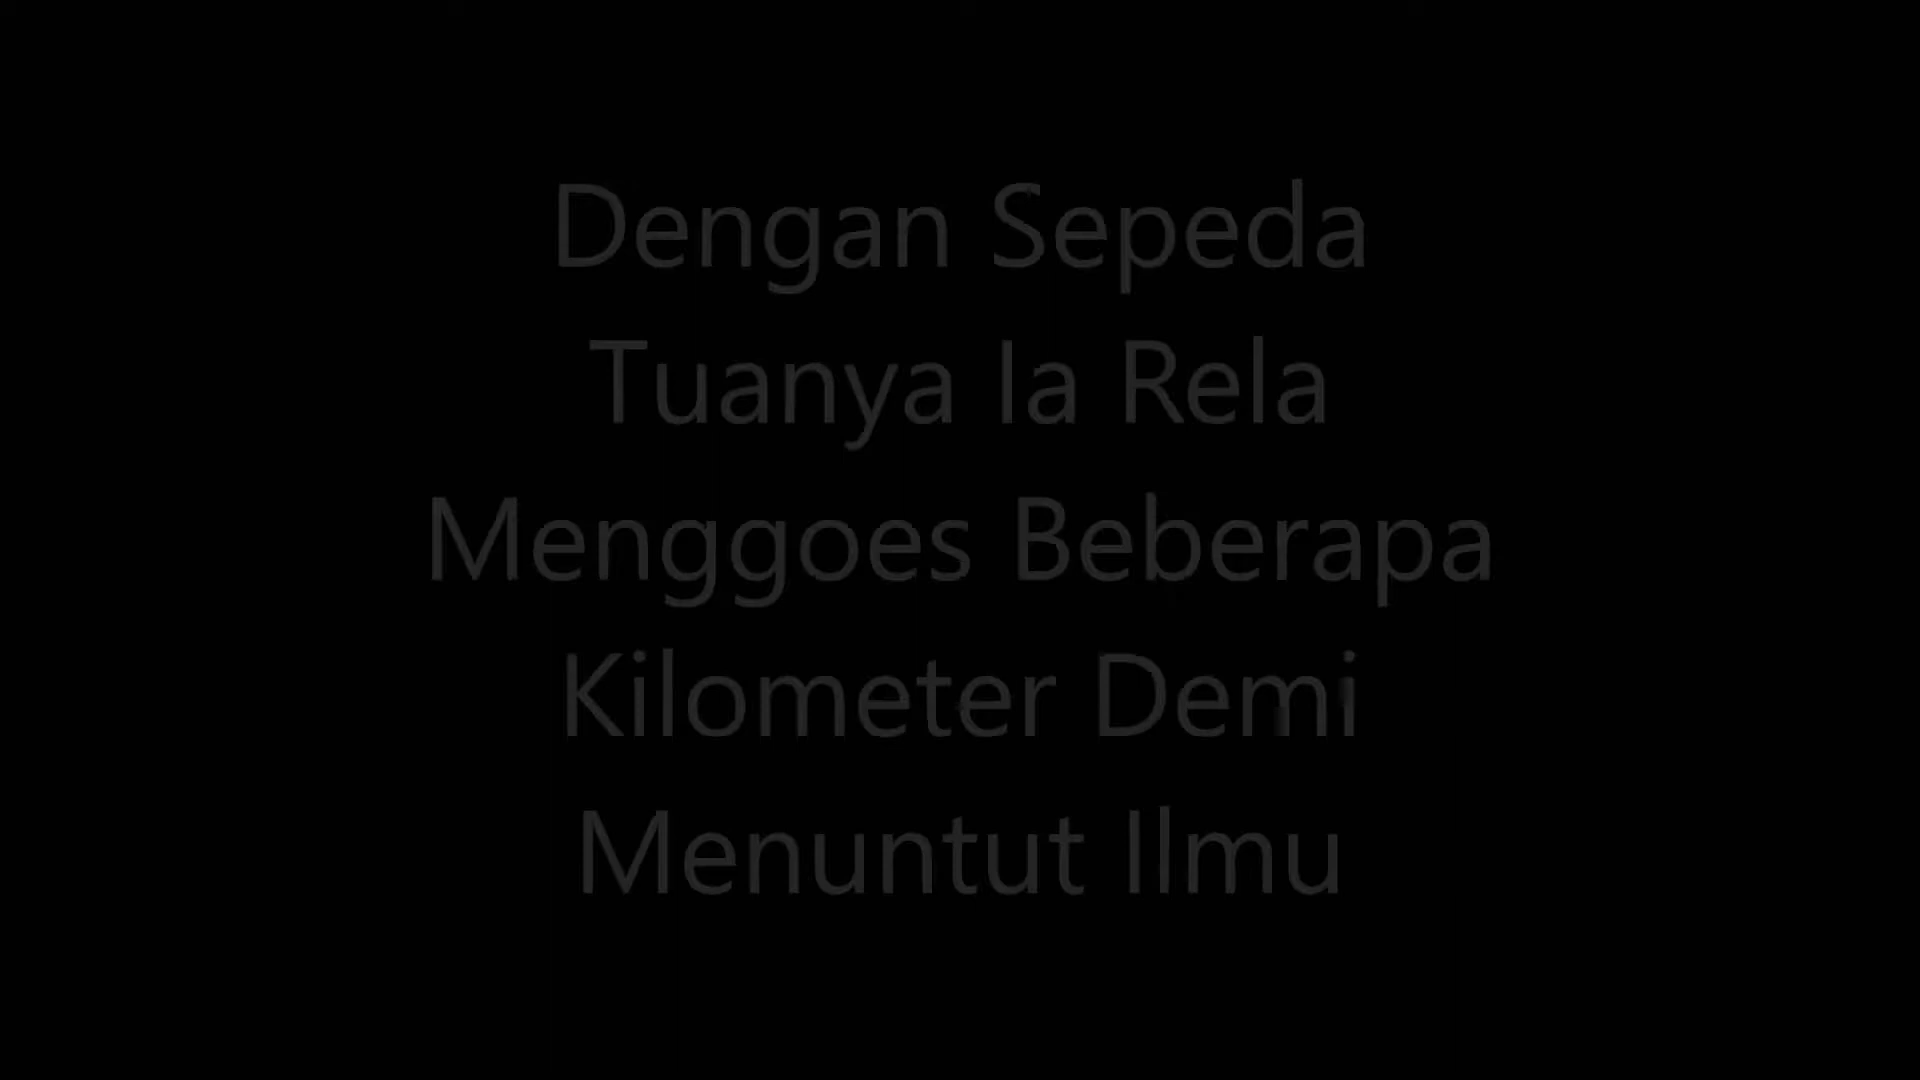 Dengan Sepeda
Tuanya Ia Rela
Menggoes Beberapa
Kilometer Demi
Menuntut Ilmu